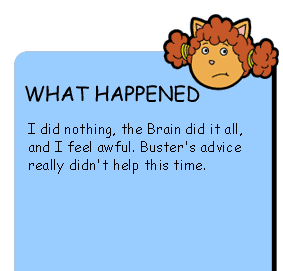 WHAT HAPPENED
I did nothing, the Brain did it all,
and I feel awful. Buster's advice
really didn't help this time.